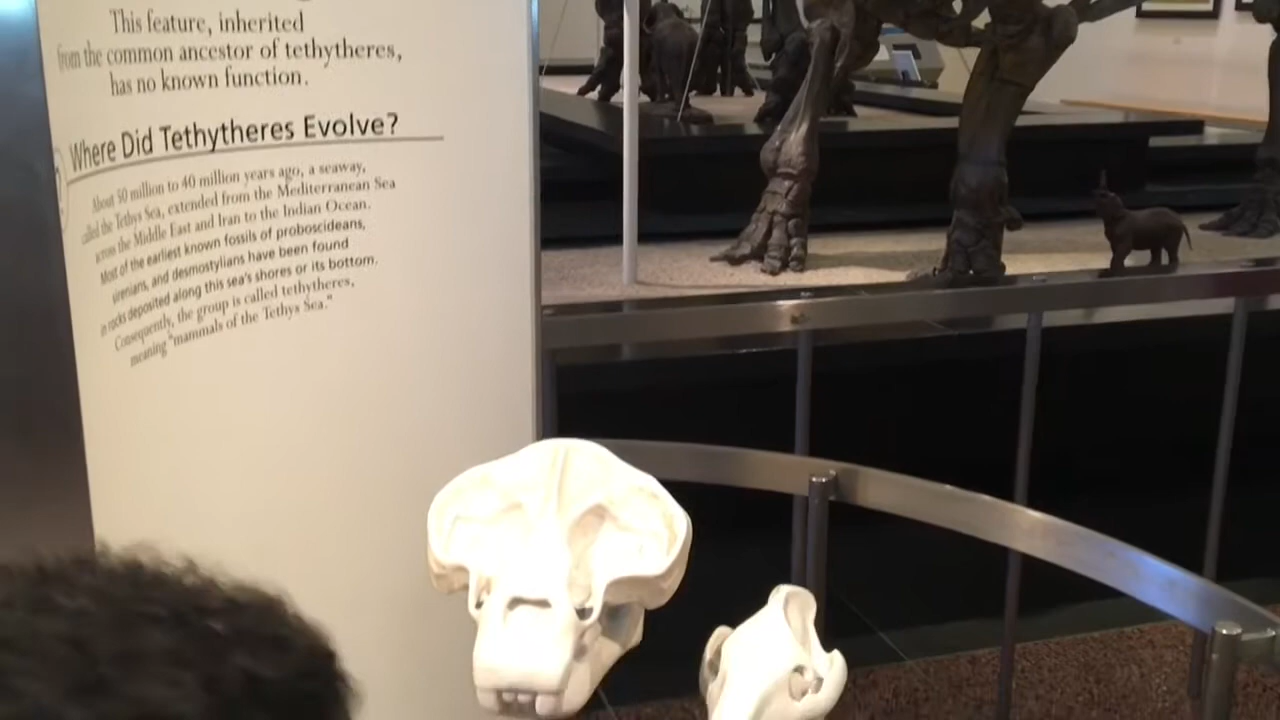 This feature, inherited
from the common ancestor of tethytheres,
has no known function.
Where Did Tethytheres Evolve?
About 50 million to 40 million years ago, a seaway,
called the Tethys Sea, extended from the Mediterranean Sea
across the Middle East and Iran to the Indian Ocean.
Most of the earliest known fossils of proboscideans,
sirenians, and desmostylians have been found
in rocks deposited along this sea's shores or its bottom.
Consequently, the group is called tethytheres,
meaning "mammals of the Tethys Sea."